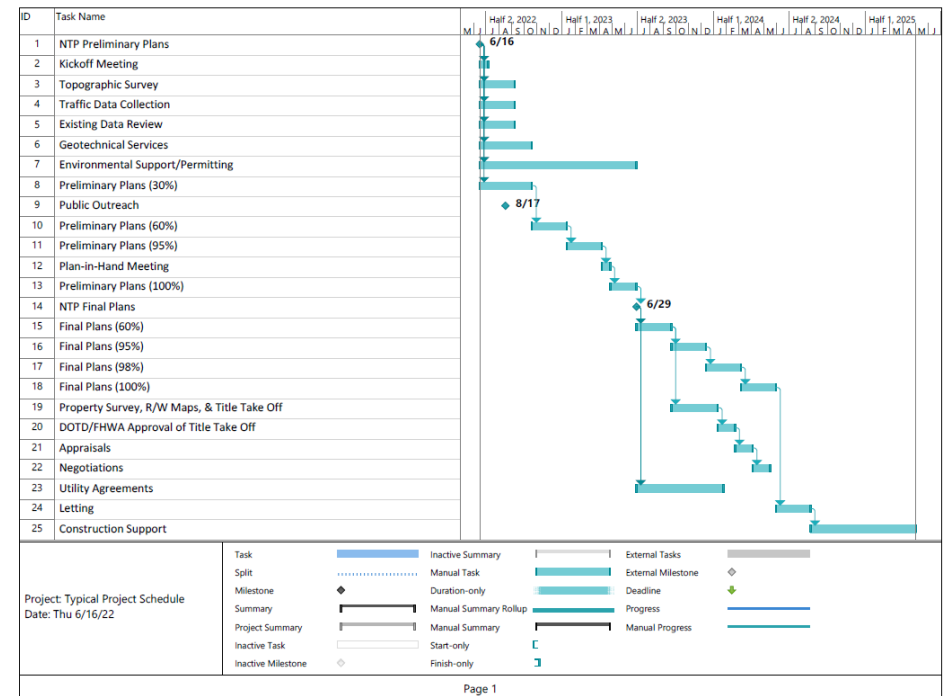 ID Task Name
Half 2, 2022 Half 1, 2023 Half 2, 2023 Half 1, 2024 Half 2, 2024 Half 1, 2025
M J J A S O N D J F M A M J J A S O N D J F M A M J J A S O N D J F M A M J
1 NTP Preliminary Plans 6/16
2 Kickoff Meeting
3 Topographic Survey
4 Traffic Data Collection
5 Existing Data Review
6 Geotechnical Services
7 Environmental Support/Permitting
8 Preliminary Plans (30%)
9 Public Outreach 8/17
10 Preliminary Plans (60%)
11 Preliminary Plans (95%)
12 Plan-in-Hand Meeting
13 Preliminary Plans (100%)
14 NTP Final Plans 6/29
15 Final Plans (60%)
16 Final Plans (95%)
17 Final Plans (98%)
18 Final Plans (100%)
19 Property Survey, R/W Maps, & Title Take Off
20 DOTD/FHWA Approval of Title Take Off
21 Appraisals
22 Negotiations
23 Utility Agreements
24 Letting
25 Construction Support
Project: Typical Project Schedule
Date: Thu 6/16/22
Task Inactive Summary External Tasks
Split Manual Task External Milestone
Milestone Duration-only Deadline
Summary Manual Summary Rollup Progress
Project Summary Manual Summary Manual Progress
Inactive Task Start-only
Inactive Milestone Finish-only
Page 1